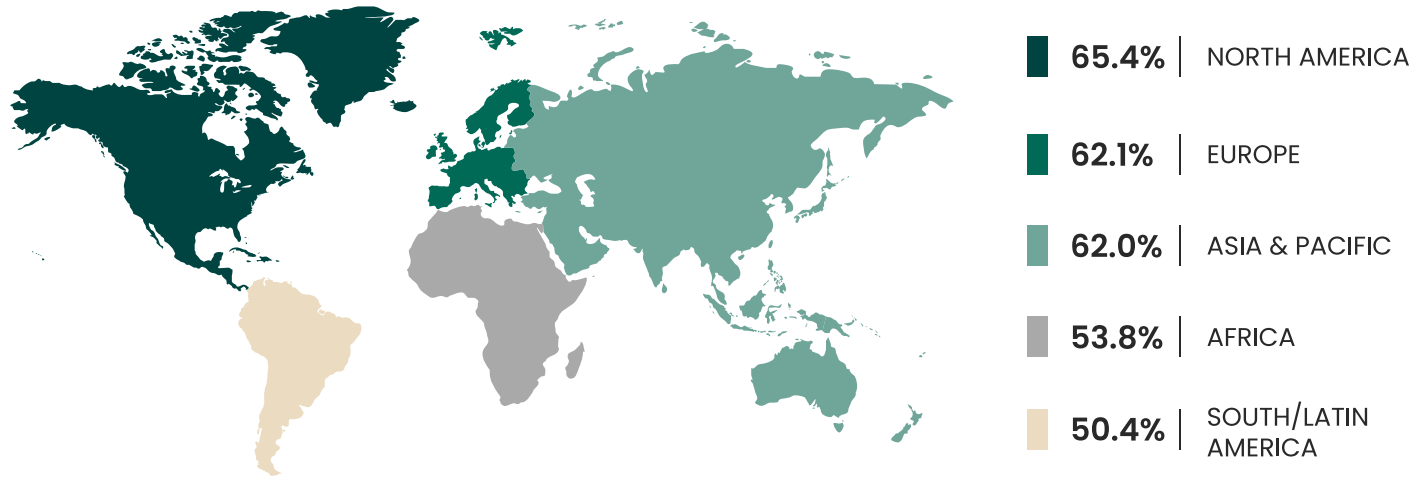 65.4% | NORTH AMERICA
62.1% | EUROPE
62.0% | ASIA & PACIFIC
53.8% | AFRICA
50.4% | SOUTH/LATIN
AMERICA